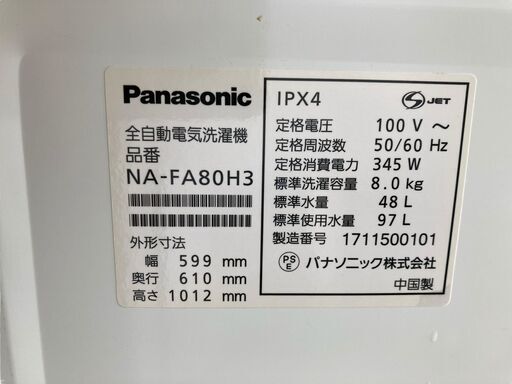 Panasonic
全自動電気洗濯機
品番
NA-FA80H3
外形寸法
幅 599 mm
奥行 610 mm
高さ 1012 mm
IPX4
S JET
定格電圧 100 V ~
定格周波数 50/60 Hz
定格消費電力 345 W
標準洗濯容量 8.0 kg
標準水量 48 L
標準使用水量 97 L
製造番号 1711500101
PSE パナソニック株式会社
中国製